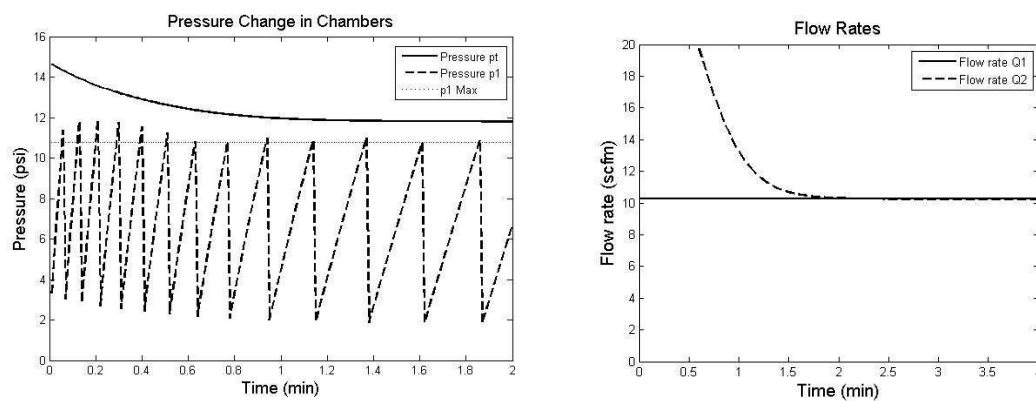 Pressure Change in Chambers
Pressure (psi)
16
14
12
10
8
6
4
2
0
0 0.2 0.4 0.6 0.8 1 1.2 1.4 1.6 1.8 2
Time (min)
Pressure pt
Pressure p1
p1 Max
Flow Rates
Flow rate (scfm)
20
18
16
14
12
10
8
6
4
2
0
0 0.5 1 1.5 2 2.5 3 3.5
Time (min)
Flow rate Q1
Flow rate Q2